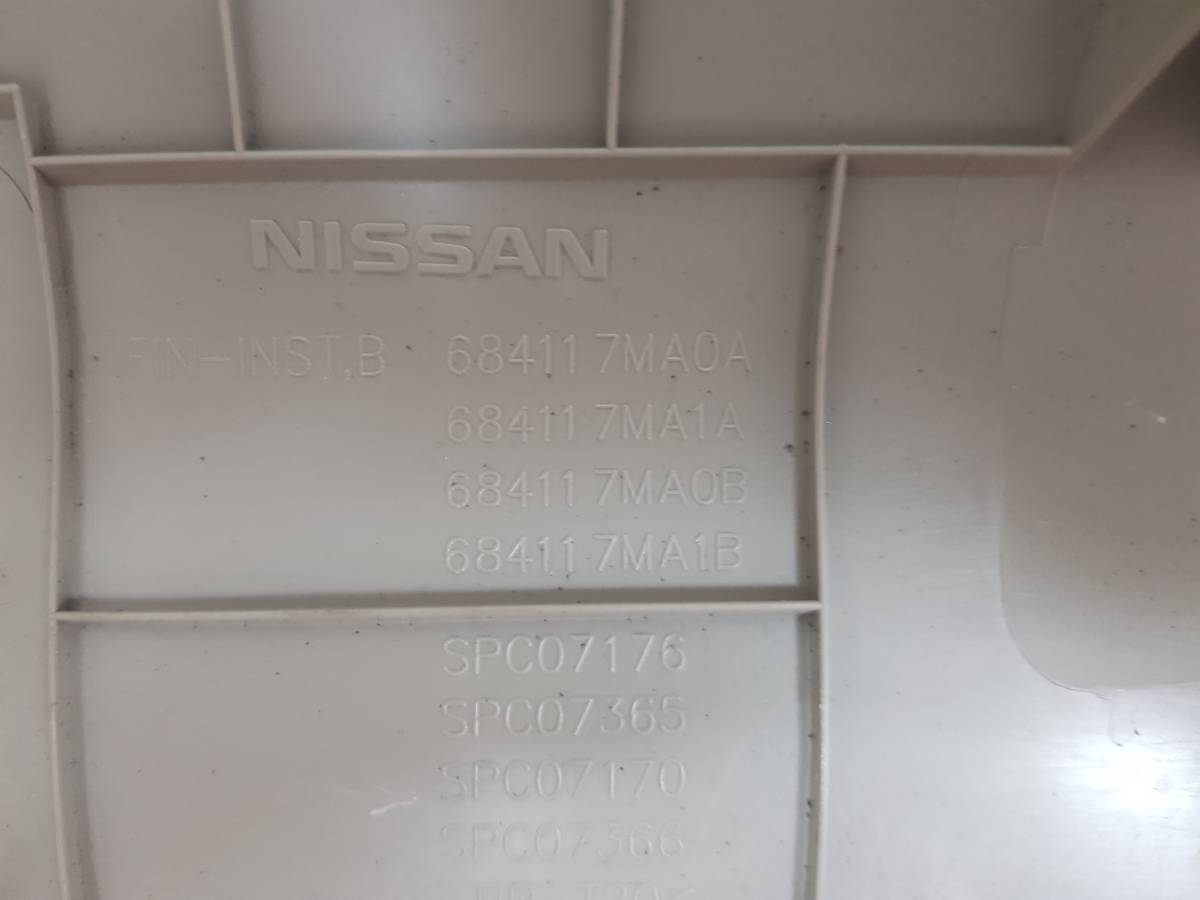 NISSAN
FIN-INST,B 68411 7MA0A
68411 7MA1A
68411 7MA0B
68411 7MA1B
SPC07176
SPC07365
SPC07170
SPC07366